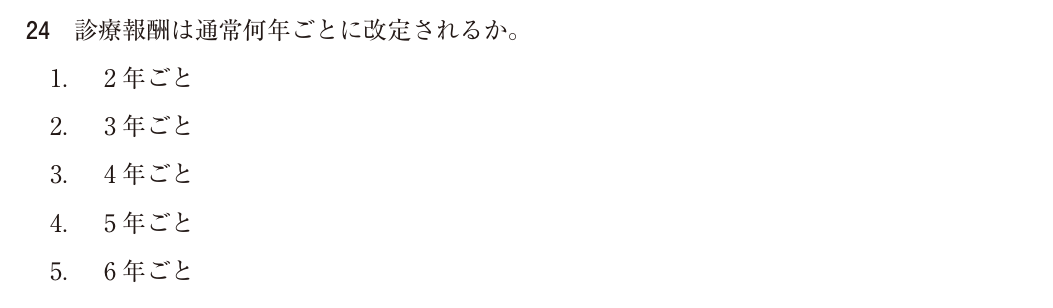 24 診療報酬は通常何年ごとに改定されるか。
1. 2年ごと
2. 3年ごと
3. 4年ごと
4. 5年ごと
5. 6年ごと